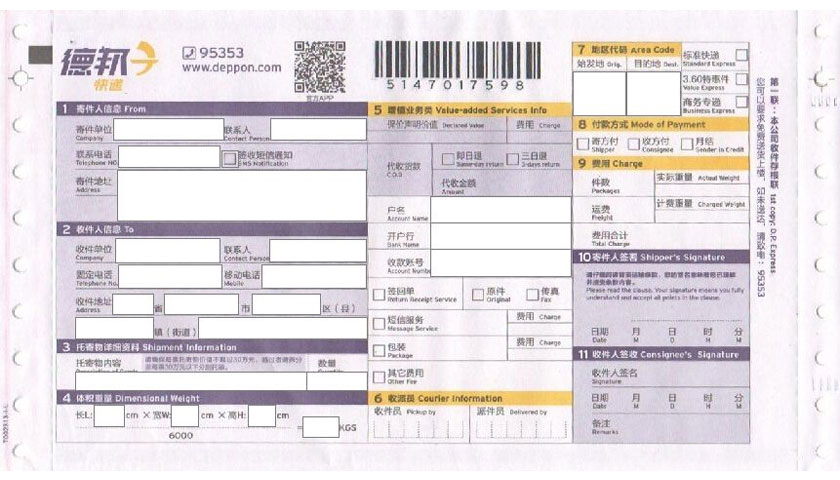 德邦
快递
95353
www.deppon.com
官方APP
5147017598
7 地区代码 Area Code
始发地 Orig. 目的地 Dest.
标准快递
Standard Express
3.60特惠件
Value Express
商务专递
Business Express
1 寄件人信息 From
寄件单位 联系人
Company Contact Person
联系电话 签收短信通知
Telephone NO. SMS Notification
寄件地址
Address
2 收件人信息 To
收件单位 联系人
Company Contact Person
固定电话 移动电话
Telephone No. Mobile
收件地址 省 市 区(县)
Address
镇(街道)
3 托寄物详细资料 Shipment Information
托寄物内容 数量
4 体积重量 Dimensional Weight
长L: cm × 宽W: cm × 高H: cm
6000
= KGS
5 增值业务类 Value-added Services Info
保价声明价值 Declared Value 费用 Charge
代收货款
C.O.D
即日退 三日退
Same-day return 3-days return
代收金额
Amount
户名
Account Name
开户行
Bank Name
收款账号
Account Number
签回单 原件 传真
Return Receipt Service Original Fax
短信服务 费用 Charge
Message Service
包装 费用 Charge
Package
其它费用
Other Fee
6 收派员 Courier Information
收件员 Pickup by 派件员 Delivered by
8 付款方式 Mode of Payment
寄方付 收方付 月结
Shipper Consignee Sender in Credit
9 费用 Charge
件数 实际重量 Actual Weight
Packages
运费 计费重量 Charged Weight
Freight
费用合计
Total Charge
10 寄件人签署 Shipper's Signature
Please read the clause. Your signature means you fully
understand and accept all points in the clause.
日期 月 日 时 分
Date M D H M
11 收件人签收 Consignee's Signature
收件人签名
Signature
日期 月 日 时 分
Date M D H M
备注
Remarks
第一联:本公司收件存根联 1st copy: D.P. Express
您可以要求免费送货上楼,如未送达,请致电:95353